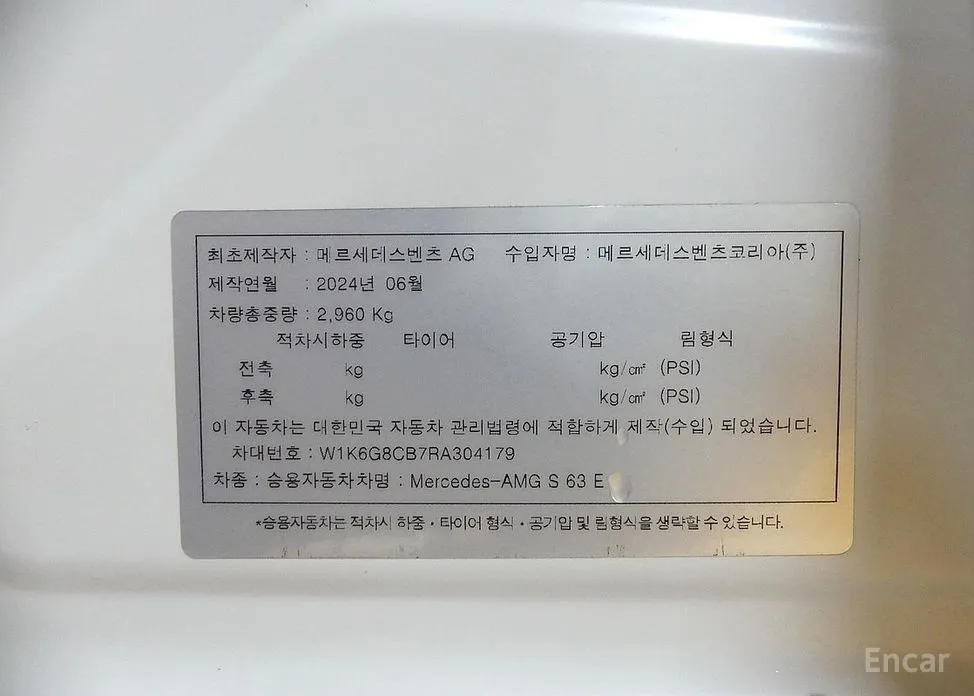 최초제작자 : 메르세데스벤츠 AG 수입자명 : 메르세데스벤츠코리아(주)
제작연월 : 2024년 06월
차량총중량 : 2,960 Kg
적차시하중 타이어 공기압 림형식
전축 kg kg/㎠ (PSI)
후축 kg kg/㎠ (PSI)
이 자동차는 대한민국 자동차 관리법령에 적합하게 제작(수입) 되었습니다.
차대번호 : W1K6G8CB7RA304179
차종 : 승용자동차차명 : Mercedes-AMG S 63 E
*승용자동차는 적차시 하중·타이어 형식·공기압 및 림형식을 생략할 수 있습니다.
Encar